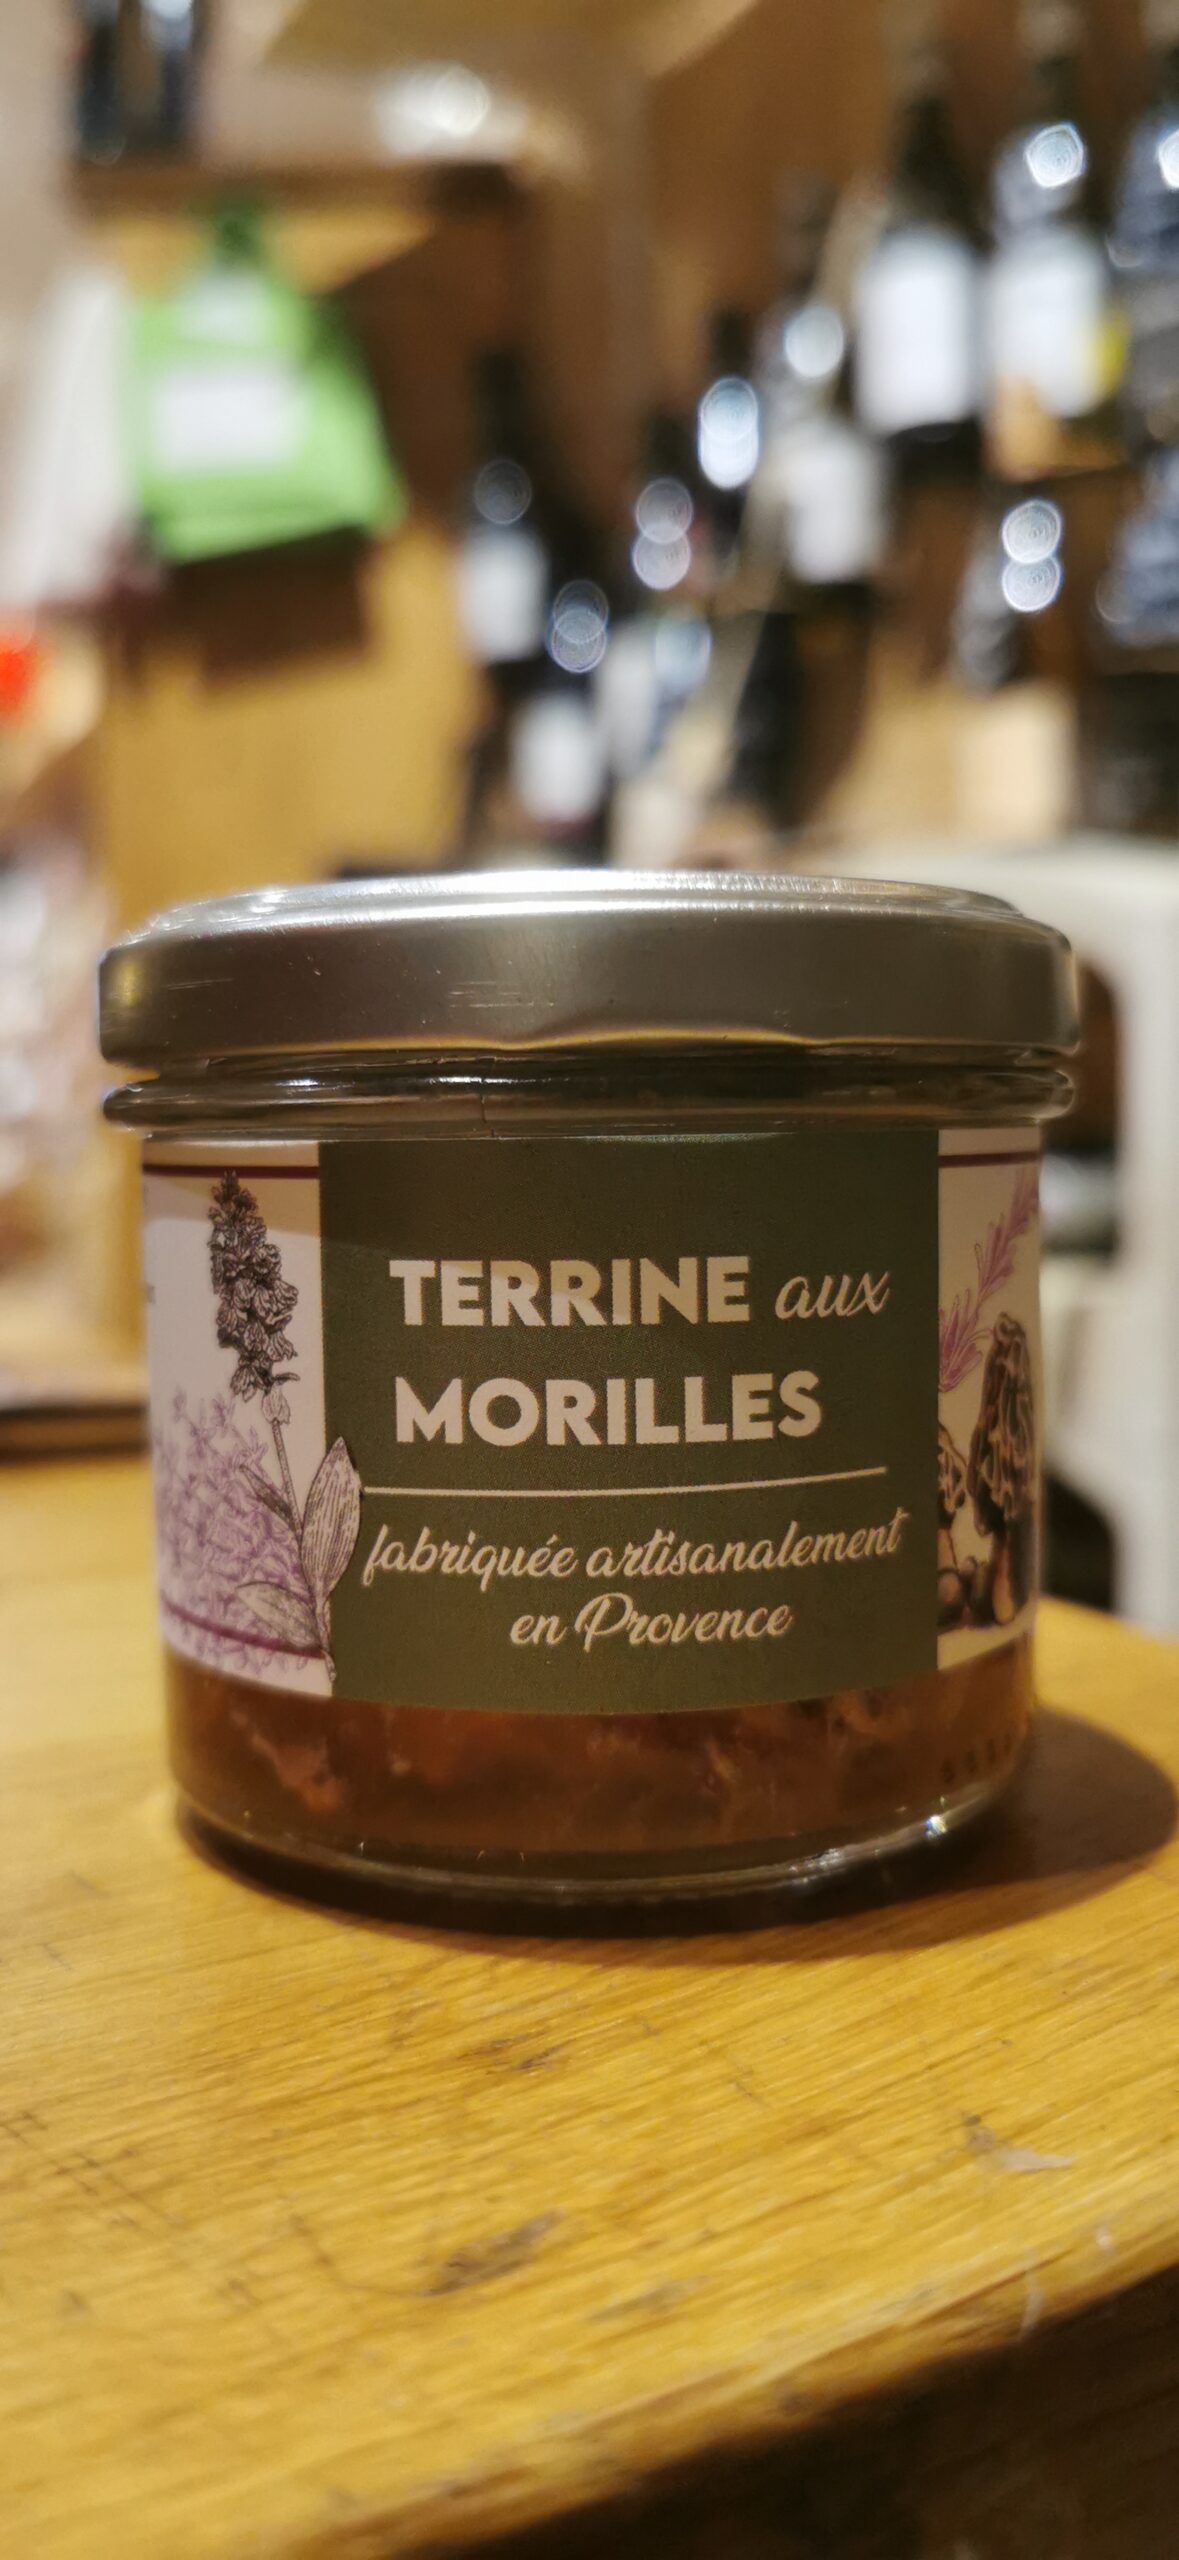 TERRINE aux
MORILLES
fabriquée artisanalement
en Provence